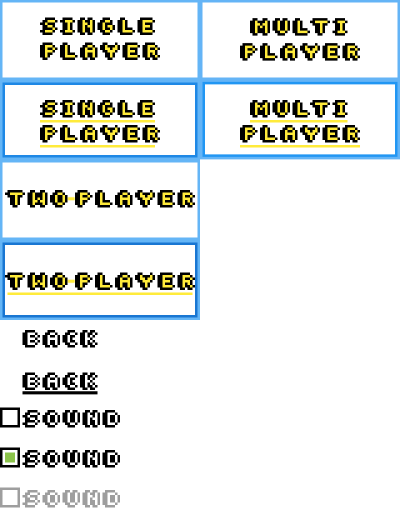 SINGLE
PLAYER
MULTI
PLAYER
SINGLE
PLAYER
MULTI
PLAYER
TWO-PLAYER
TWO-PLAYER
BACK
BACK
SOUND
SOUND
SOUND